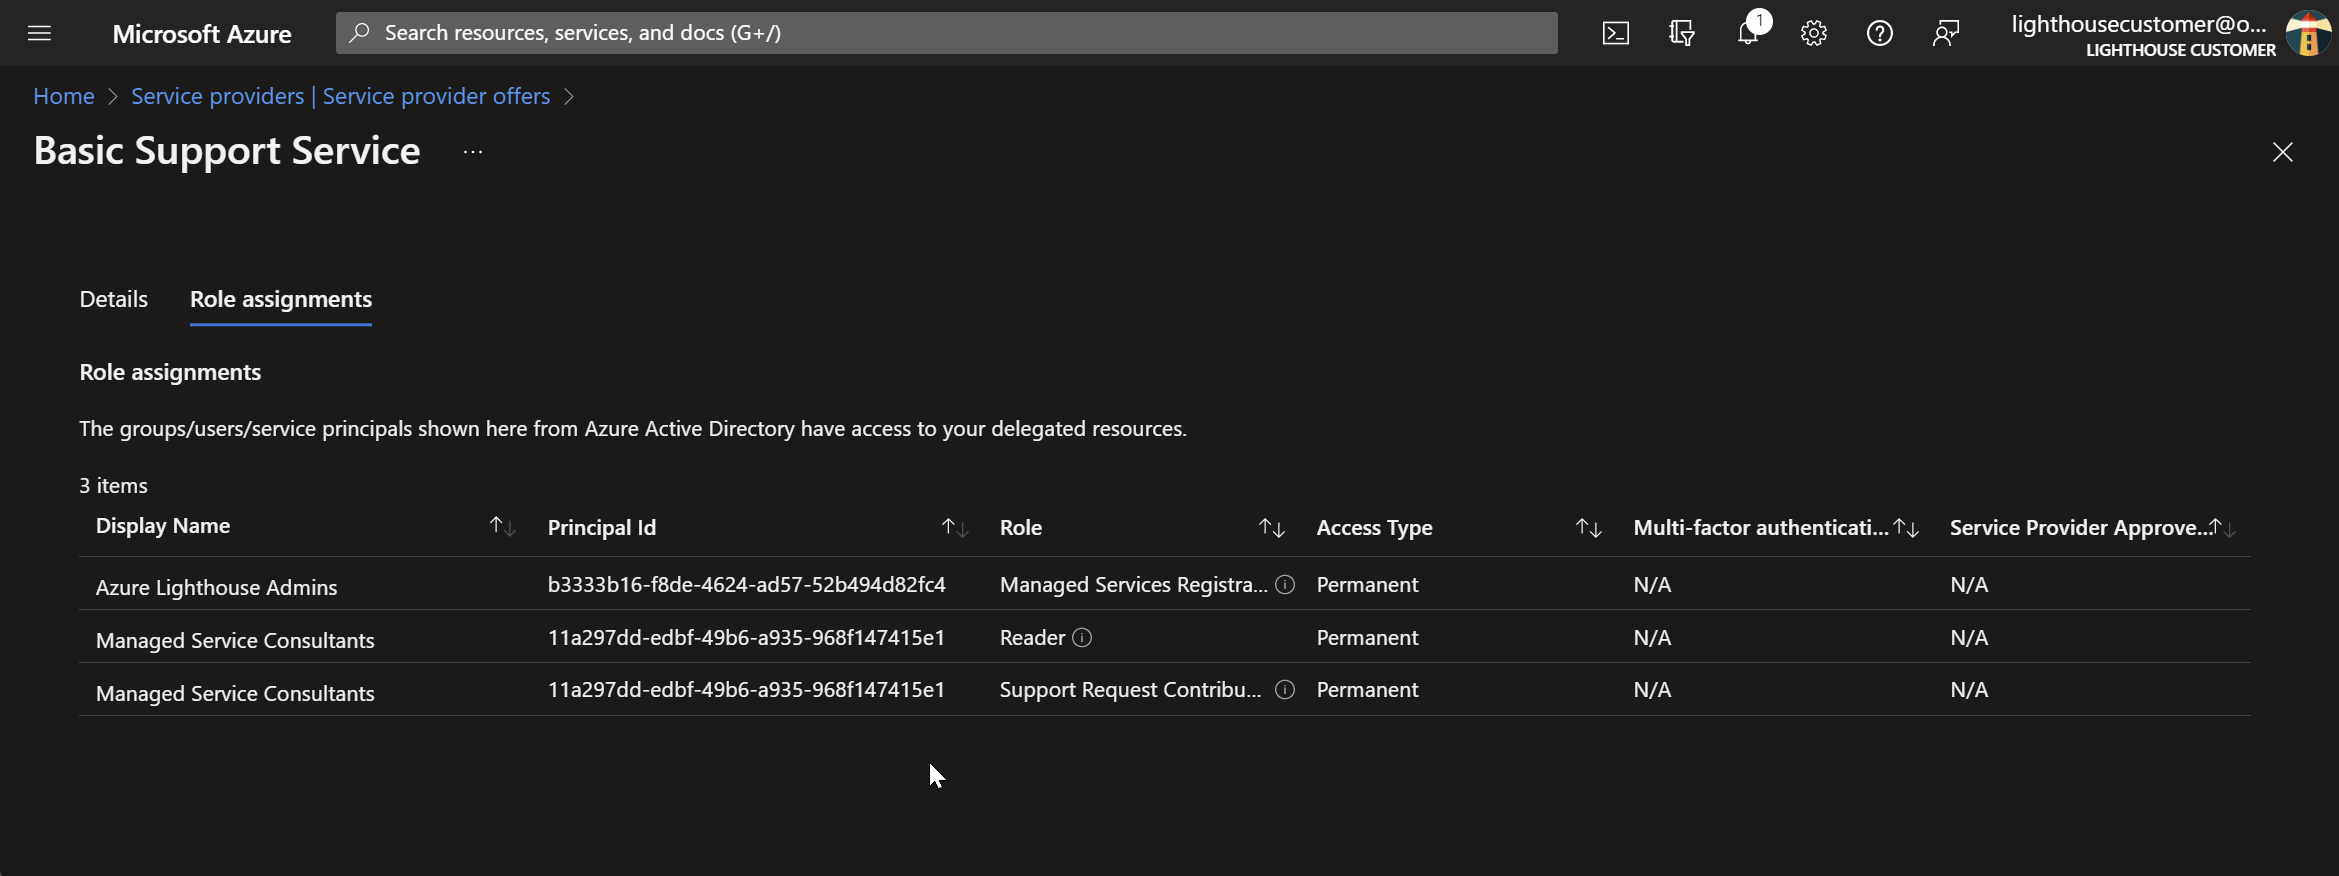 Microsoft Azure
Search resources, services, and docs (G+/)
1
lighthousecustomer@o...
LIGHTHOUSE CUSTOMER
Home > Service providers | Service provider offers >
Basic Support Service ...
Details Role assignments
Role assignments
The groups/users/service principals shown here from Azure Active Directory have access to your delegated resources.
3 items
Display Name Principal Id Role Access Type Multi-factor authenticati... Service Provider Approve...
Azure Lighthouse Admins b3333b16-f8de-4624-ad57-52b494d82fc4 Managed Services Registra... Permanent N/A N/A
Managed Service Consultants 11a297dd-edbf-49b6-a935-968f147415e1 Reader Permanent N/A N/A
Managed Service Consultants 11a297dd-edbf-49b6-a935-968f147415e1 Support Request Contribu... Permanent N/A N/A